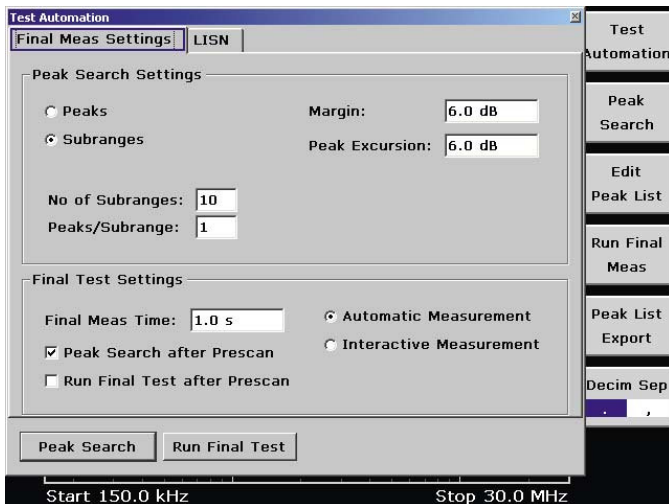 Test Automation
Final Meas Settings
LISN
Peak Search Settings
Peaks
Subranges
Margin: 6.0 dB
Peak Excursion: 6.0 dB
No of Subranges: 10
Peaks/Subrange: 1
Final Test Settings
Final Meas Time: 1.0 s
Peak Search after Prescan
Run Final Test after Prescan
Automatic Measurement
Interactive Measurement
Peak Search
Run Final Test
Start 150.0 kHz
Stop 30.0 MHz
Test
Automation
Peak
Search
Edit
Peak List
Run Final
Meas
Peak List
Export
Decim Sep
. ,